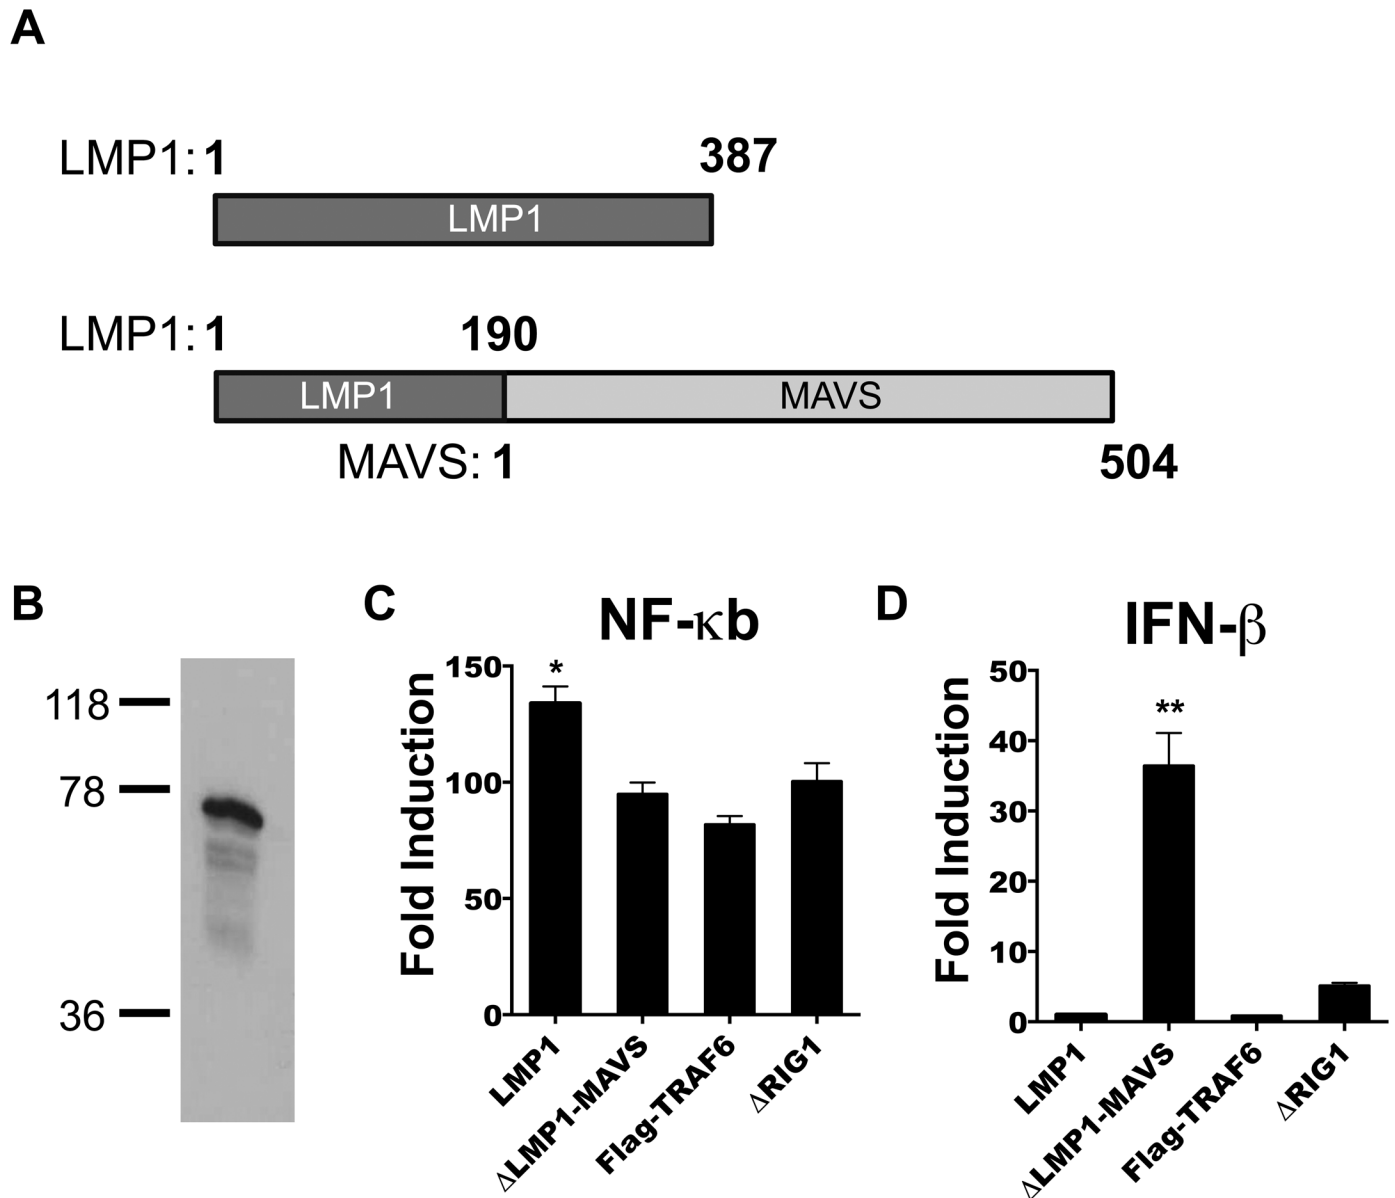 A
LMP1: 1 387
LMP1
LMP1: 1 190
LMP1 MAVS
MAVS: 1 504
B
118
78
36
C
NF-κb
Fold Induction
150
100
50
0
*
LMP1
ΔLMP1-MAVS
Flag-TRAF6
ΔRIG1
D
IFN-β
Fold Induction
50
40
30
20
10
0
**
LMP1
ΔLMP1-MAVS
Flag-TRAF6
ΔRIG1